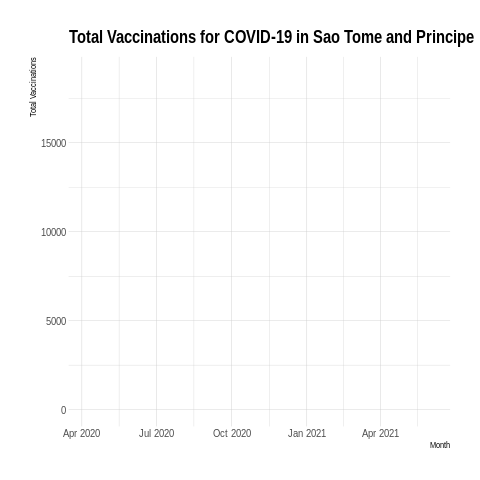 Total Vaccinations for COVID-19 in Sao Tome and Principe
Total Vaccinations
15000
10000
5000
0
Apr 2020 Jul 2020 Oct 2020 Jan 2021 Apr 2021
Month